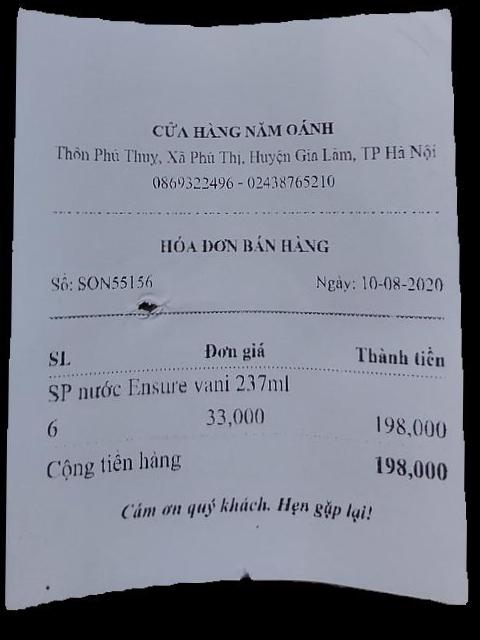 CỬA HÀNG NĂM OÁNH
Thôn Phú Thuỵ, Xã Phú Thị, Huyện Gia Lâm, TP Hà Nội
0869322496 - 02438765210
HÓA ĐƠN BÁN HÀNG
Số: SON55156 Ngày: 10-08-2020
SL Đơn giá Thành tiền
SP nước Ensure vani 237ml
6 33,000 198,000
Cộng tiền hàng 198,000
Cám ơn quý khách. Hẹn gặp lại!